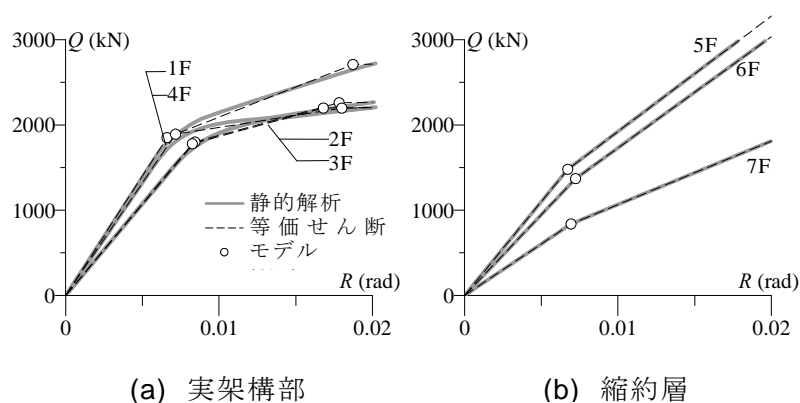 3000 Q (kN)
1F
4F
2000
2F
3F
静的解析
等価せん断
モデル
1000
R (rad)
0
0 0.01 0.02
(a) 実架構部
3000 Q (kN)
5F
6F
2000
7F
1000
R (rad)
0
0 0.01 0.02
(b) 縮約層